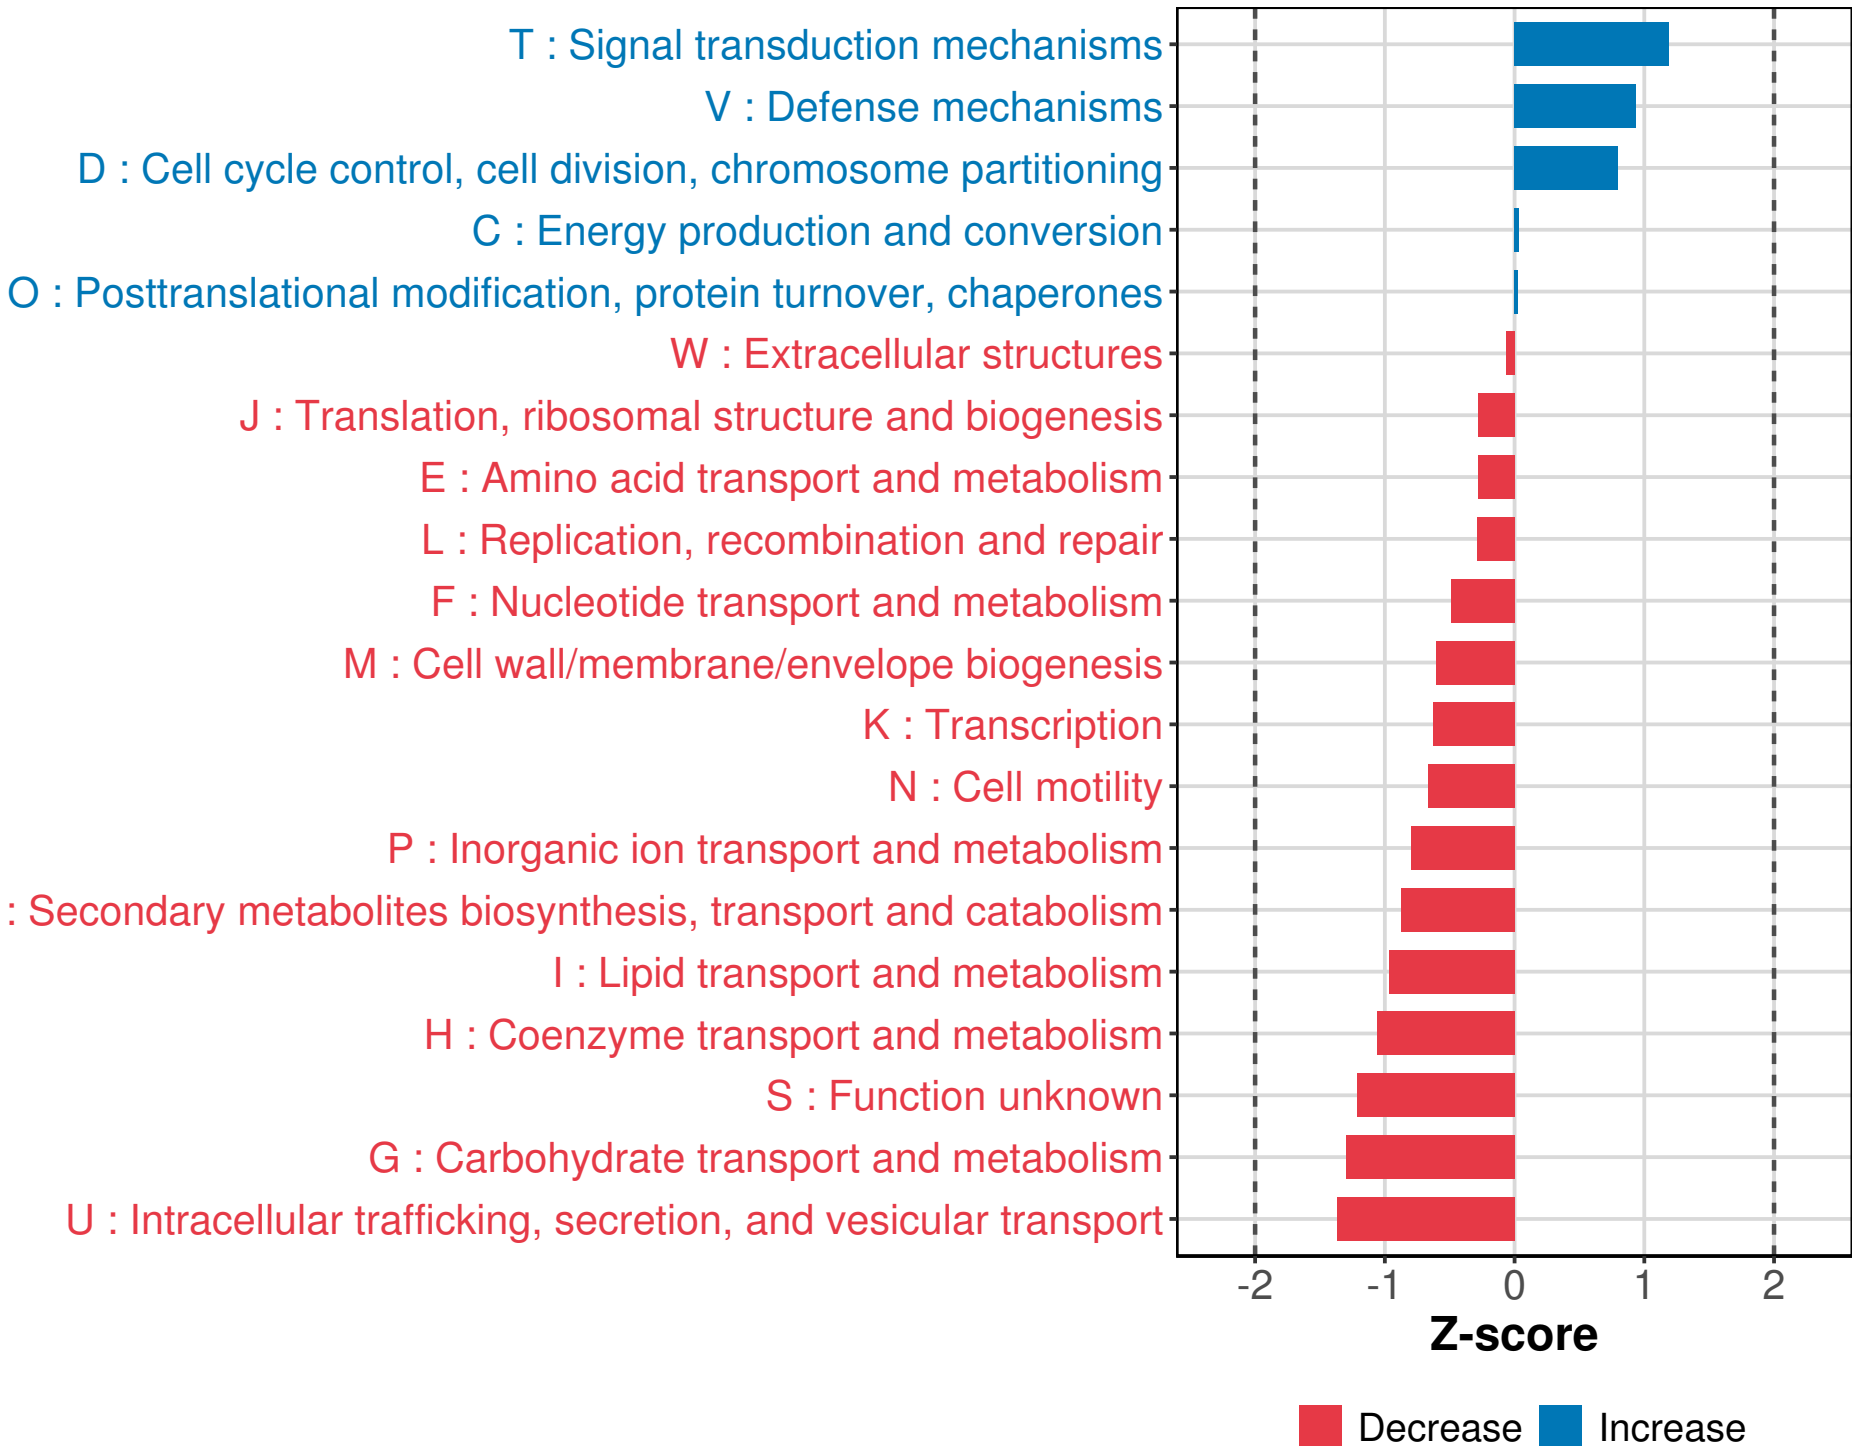 T : Signal transduction mechanisms
V : Defense mechanisms
D : Cell cycle control, cell division, chromosome partitioning
C : Energy production and conversion
O : Posttranslational modification, protein turnover, chaperones
W : Extracellular structures
J : Translation, ribosomal structure and biogenesis
E : Amino acid transport and metabolism
L : Replication, recombination and repair
F : Nucleotide transport and metabolism
M : Cell wall/membrane/envelope biogenesis
K : Transcription
N : Cell motility
P : Inorganic ion transport and metabolism
: Secondary metabolites biosynthesis, transport and catabolism
I : Lipid transport and metabolism
H : Coenzyme transport and metabolism
S : Function unknown
G : Carbohydrate transport and metabolism
U : Intracellular trafficking, secretion, and vesicular transport
-2 -1 0 1 2
Z-score
Decrease Increase